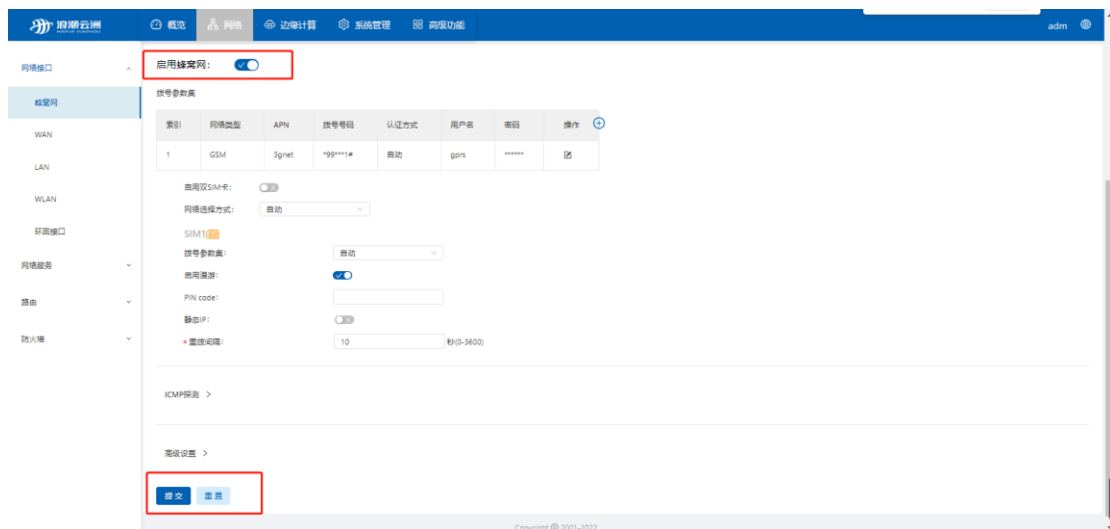 浪潮云洲 概览 网络 边缘计算 系统管理 高级功能 adm
INSPUR YUNZHOU
网络接口
蜂窝网
WAN
LAN
WLAN
环回接口
网络服务
路由
防火墙
启用蜂窝网：
拨号参数集
索引 网络类型 APN 拨号号码 认证方式 用户名 密码 操作
1 GSM 3gnet *99***1# 自动 gprs ******
启用双SIM卡：
网络选择方式： 自动
SIM1
拨号参数集： 自动
启用漫游：
PIN code：
静态IP：
* 重拨间隔： 10 秒(0-3600)
ICMP探测 >
高级设置 >
提交 重置
Copyright © 2001-2022